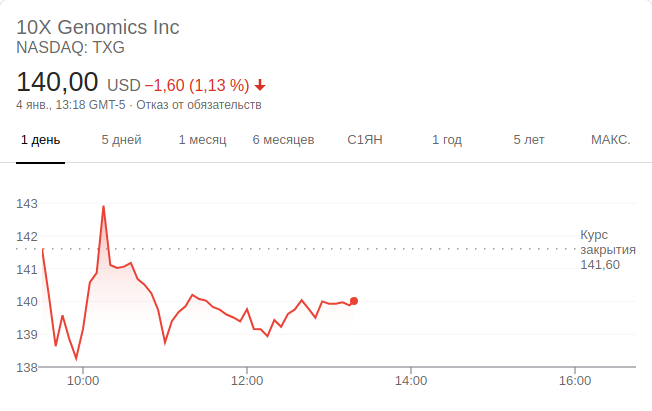 10X Genomics Inc
NASDAQ: TXG
140,00 USD −1,60 (1,13 %)
4 янв., 13:18 GMT-5 · Отказ от обязательств
1 день 5 дней 1 месяц 6 месяцев С1ЯН 1 год 5 лет МАКС.
143
142
Курс
закрытия
141,60
141
140
139
138
10:00 12:00 14:00 16:00